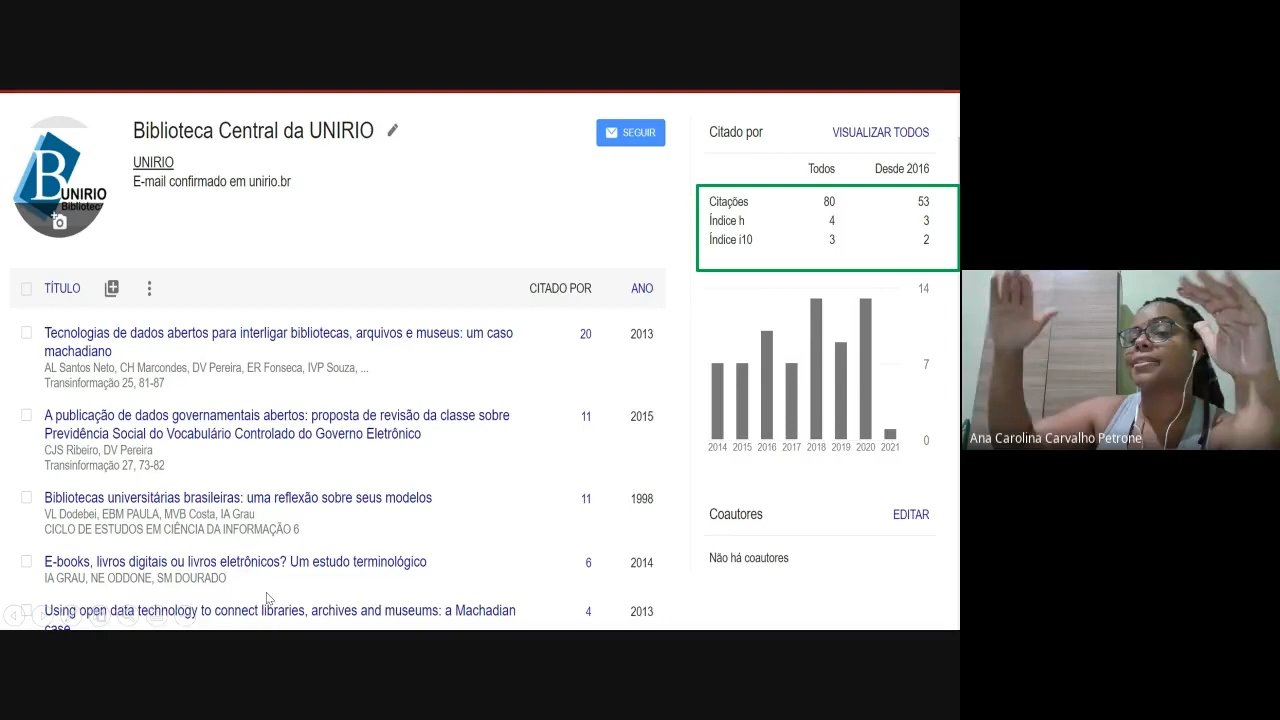 Biblioteca Central da UNIRIO
SEGUIR
UNIRIO
E-mail confirmado em unirio.br
B
UNIRIO
Bibliotec
TÍTULO
CITADO POR
ANO
Tecnologias de dados abertos para interligar bibliotecas, arquivos e museus: um caso
machadiano
20
2013
AL Santos Neto, CH Marcondes, DV Pereira, ER Fonseca, IVP Souza, ...
Transinformação 25, 81-87
A publicação de dados governamentais abertos: proposta de revisão da classe sobre
Previdência Social do Vocabulário Controlado do Governo Eletrônico
11
2015
CJS Ribeiro, DV Pereira
Transinformação 27, 73-82
Bibliotecas universitárias brasileiras: uma reflexão sobre seus modelos
11
1998
VL Dodebei, EBM PAULA, MVB Costa, IA Grau
CICLO DE ESTUDOS EM CIÊNCIA DA INFORMAÇÃO 6
E-books, livros digitais ou livros eletrônicos? Um estudo terminológico
6
2014
IA GRAU, NE ODDONE, SM DOURADO
Using open data technology to connect libraries, archives and museums: a Machadian
case
4
2013
Citado por
VISUALIZAR TODOS
Todos
Desde 2016
Citações 80 53
Índice h 4 3
Índice i10 3 2
14
7
0
2014 2015 2016 2017 2018 2019 2020 2021
Coautores
EDITAR
Não há coautores
Ana Carolina Carvalho Petrone